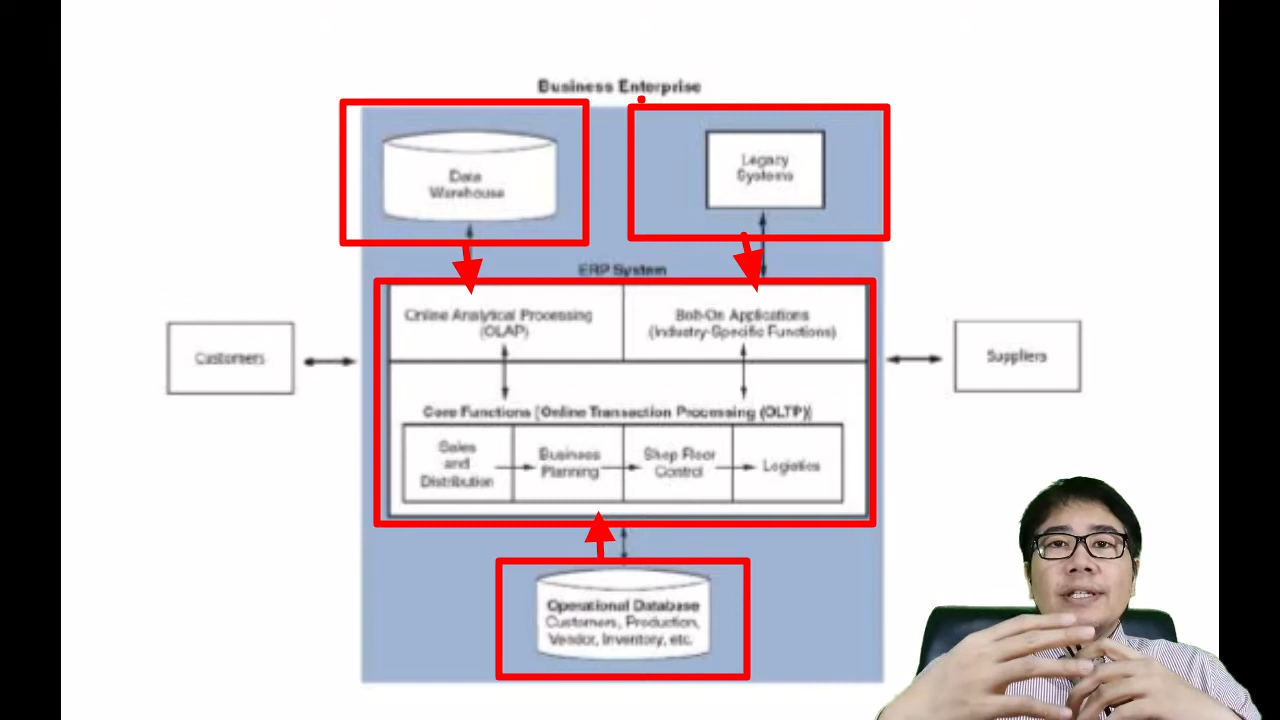 Business Enterprise
Data
Warehouse
Legacy
Systems
ERP System
Online Analytical Processing
(OLAP)
Bolt-On Applications
(Industry-Specific Functions)
Customers
Suppliers
Core Functions [Online Transaction Processing (OLTP)]
Sales
and
Distribution
Business
Planning
Shop Floor
Control
Logistics
Operational Database
Customers, Production,
Vendor, Inventory, etc.